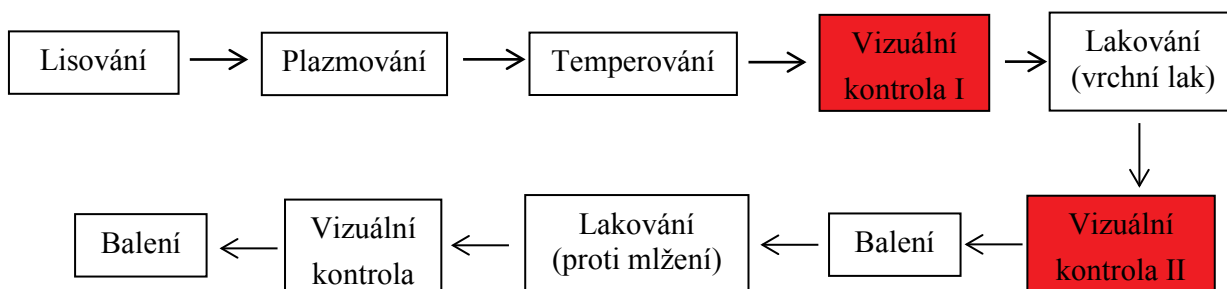 Lisování
Plazmování
Temperování
Vizuální
kontrola I
Lakování
(vrchní lak)
Vizuální
kontrola II
Balení
Lakování
(proti mlžení)
Vizuální
kontrola
Balení